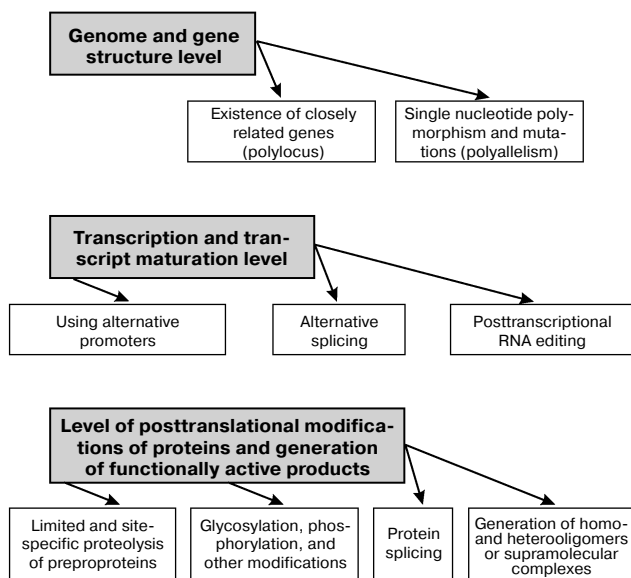 Genome and gene
structure level
Existence of closely
related genes
(polylocus)
Single nucleotide poly-
morphism and muta-
tions (polyallelism)
Transcription and tran-
script maturation level
Using alternative
promoters
Alternative
splicing
Posttranscriptional
RNA editing
Level of posttranslational modifica-
tions of proteins and generation
of functionally active products
Limited and site-
specific proteolysis
of preproproteins
Glycosylation, phos-
phorylation, and
other modifications
Protein
splicing
Generation of homo-
and heterooligomers
or supramolecular
complexes